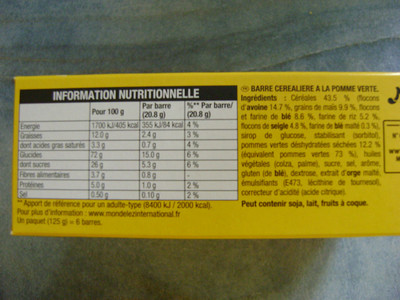 INFORMATION NUTRITIONNELLE
Pour 100 g
Par barre (20.8 g)
%** Par barre/ (20.8 g)
Energie 1700 kJ/405 kcal 355 kJ/84 kcal 4 %
Graisses 12.0 g 2.4 g 3 %
dont acides gras saturés 3.3 g 0.7 g 4 %
Glucides 72 g 15.0 g 6 %
dont sucres 26 g 5.3 g 6 %
Fibres alimentaires 3.7 g 0.8 g -
Protéines 5.0 g 1.0 g 2 %
Sel 0.50 g 0.10 g 2 %
** Apport de référence pour un adulte-type (8400 kJ / 2000 kcal).
Pour plus d'information : www.mondelezinternational.fr
Un paquet (125 g) = 6 barres.
BARRE CEREALIERE A LA POMME VERTE.
Ingrédients : Céréales 43.5 % (flocons
d'avoine 14.7 %, grains de maïs 9.9 %, flocons
et farine de blé 8.6 %, farine de riz 5.2 %,
flocons de seigle 4.8 %, farine de blé malté 0.3 %),
sirop de glucose, stabilisant (sorbitol),
pommes vertes déshydratées séchées 12.2 %
(équivalent pommes vertes 73 %), huiles
végétales (colza, palme), sucre, sel, arôme,
gluten (de blé), dextrose, extrait d'orge malté,
émulsifiants (E473, lécithine de tournesol),
correcteur d'acidité (acide citrique).
Peut contenir soja, lait, fruits à coque.